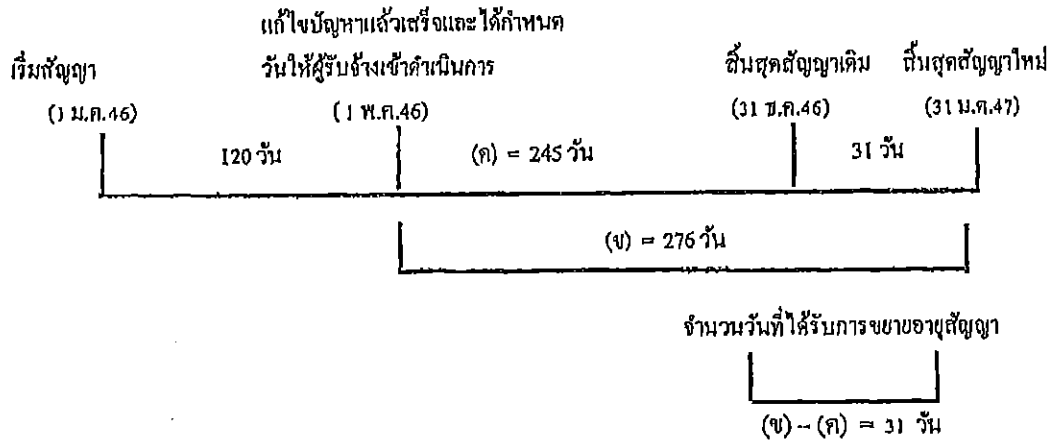 แก้ไขปัญหาแล้วเสร็จและได้กำหนด
วันให้ผู้รับจ้างเข้าดำเนินการ
เริ่มสัญญา
สิ้นสุดสัญญาเดิม
สิ้นสุดสัญญาใหม่
(1 ม.ค.46)
(1 พ.ค.46)
(31 ธ.ค.46)
(31 ม.ค.47)
120 วัน
(ค) = 245 วัน
31 วัน
(ข) = 276 วัน
จำนวนวันที่ได้รับการขยายอายุสัญญา
(ข) – (ค) = 31 วัน